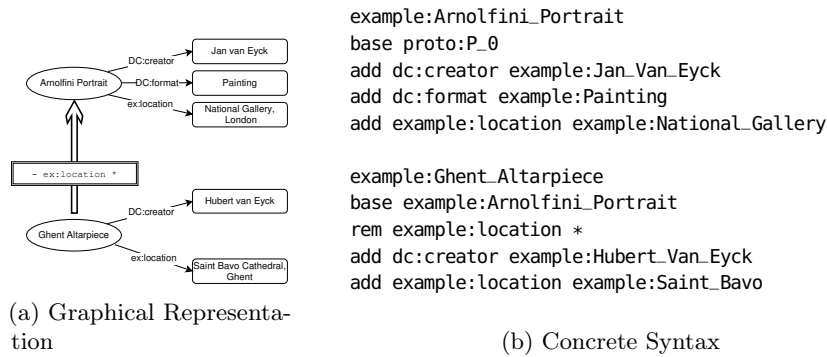 Jan van Eyck
DC:creator
Arnolfini Portrait
DC:format
Painting
ex:location
National Gallery,
London
- ex:location *
Hubert van Eyck
DC:creator
Ghent Altarpiece
ex:location
Saint Bavo Cathedral,
Ghent
(a) Graphical Representa-
tion
example:Arnolfini_Portrait
base proto:P_0
add dc:creator example:Jan_Van_Eyck
add dc:format example:Painting
add example:location example:National_Gallery
example:Ghent_Altarpiece
base example:Arnolfini_Portrait
rem example:location *
add dc:creator example:Hubert_Van_Eyck
add example:location example:Saint_Bavo
(b) Concrete Syntax